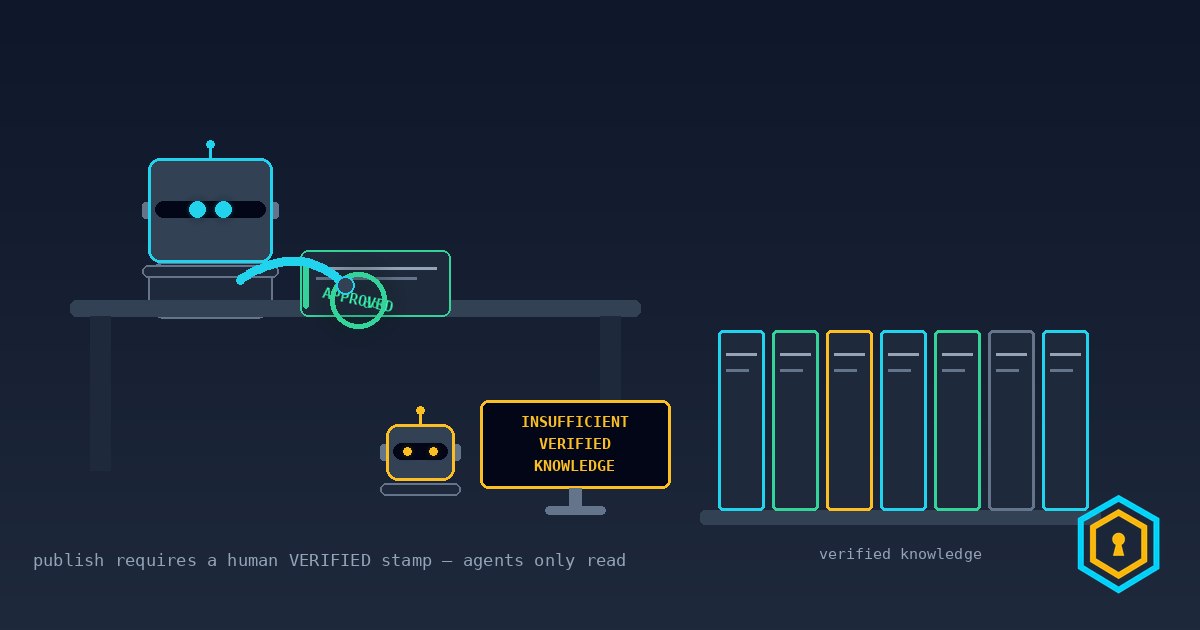 APPROVED
INSUFFICIENT
VERIFIED
KNOWLEDGE
publish requires a human VERIFIED stamp — agents only read
verified knowledge